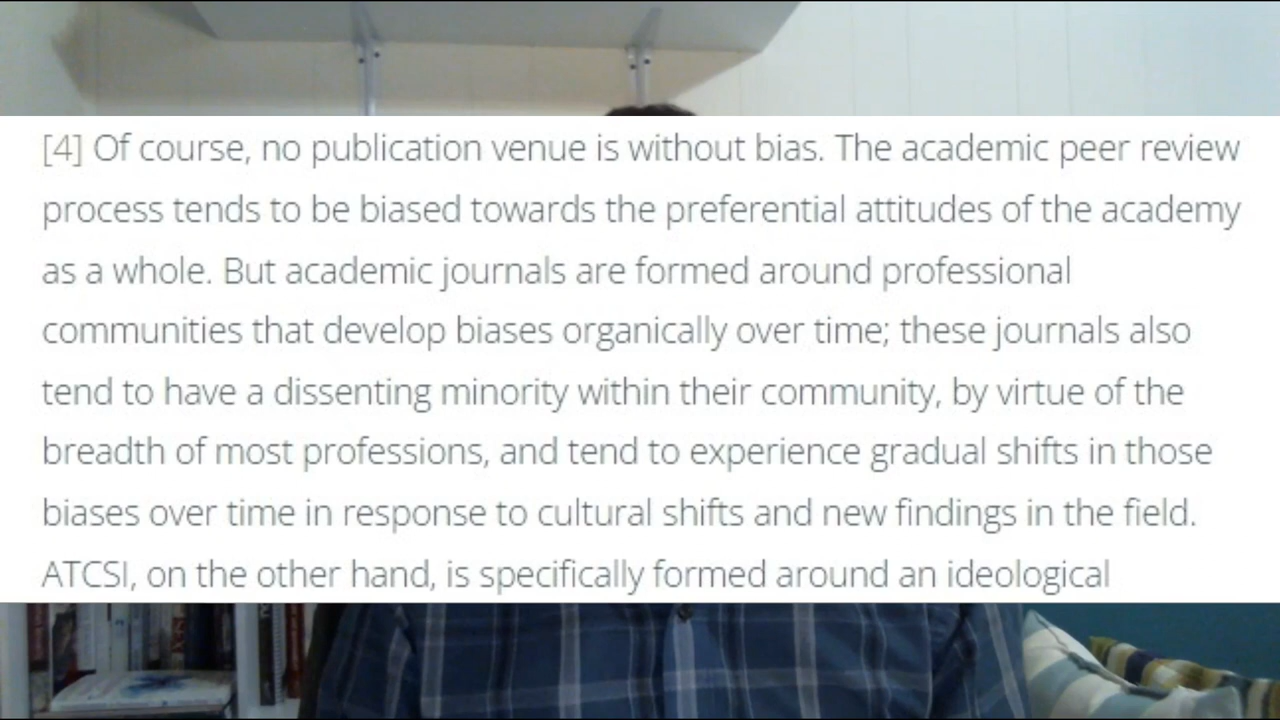 [4] Of course, no publication venue is without bias. The academic peer review
process tends to be biased towards the preferential attitudes of the academy
as a whole. But academic journals are formed around professional
communities that develop biases organically over time; these journals also
tend to have a dissenting minority within their community, by virtue of the
breadth of most professions, and tend to experience gradual shifts in those
biases over time in response to cultural shifts and new findings in the field.
ATCSI, on the other hand, is specifically formed around an ideological